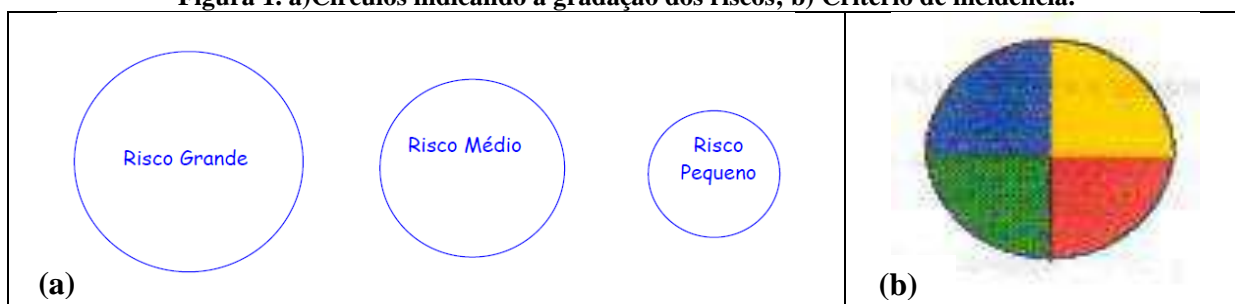 Figura 1. a)Círculos indicando a gradação dos riscos; b) Critério de incidência.
Risco Grande
Risco Médio
Risco
Pequeno
(a)
(b)